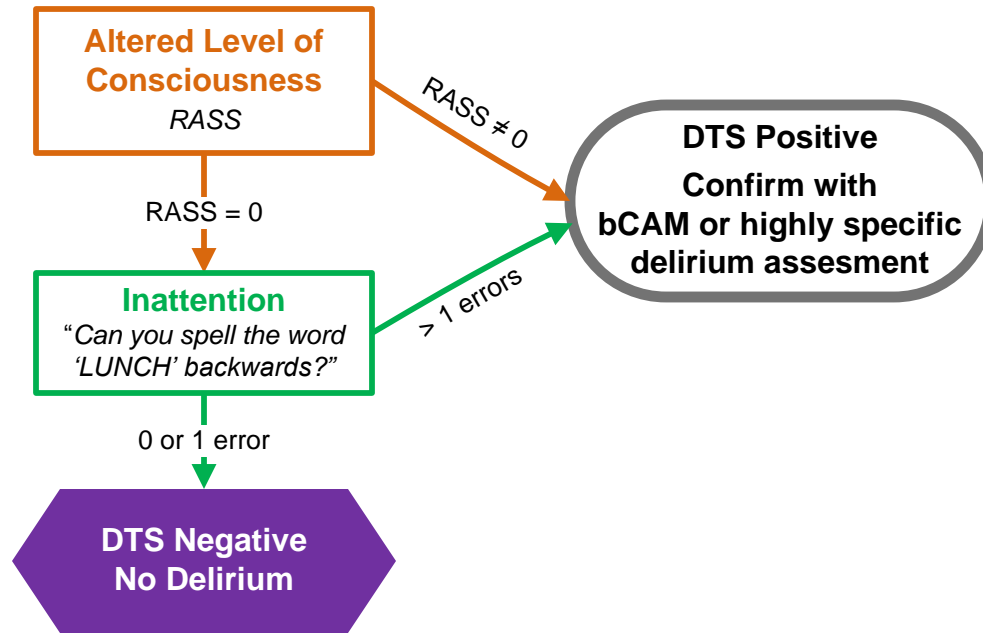 Altered Level of
Consciousness
RASS
RASS ≠ 0
DTS Positive
Confirm with
bCAM or highly specific
delirium assesment
RASS = 0
Inattention
“Can you spell the word
‘LUNCH’ backwards?”
> 1 errors
0 or 1 error
DTS Negative
No Delirium